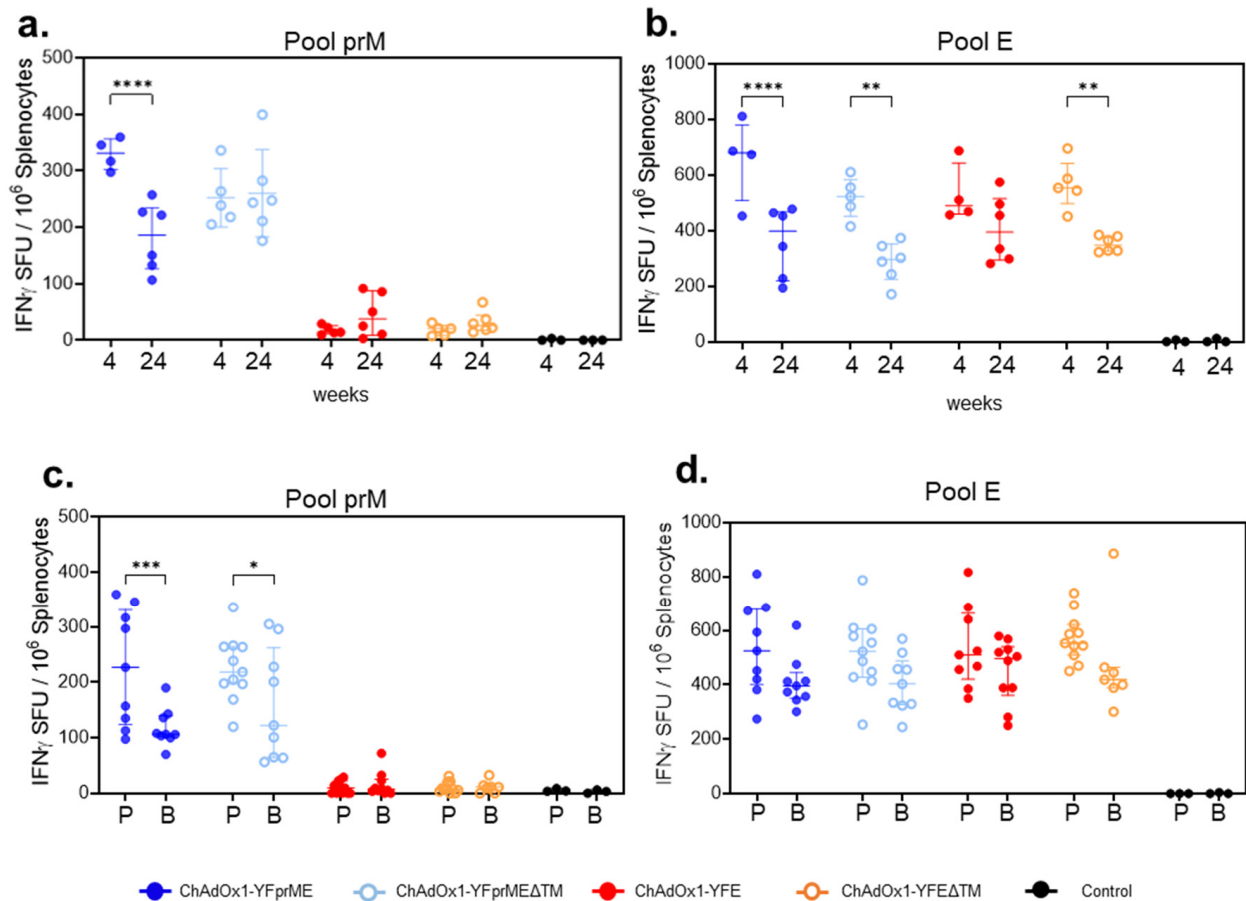 a.
Pool prM
IFNγ SFU / 10⁶ Splenocytes
500
400
300
200
100
0
****
4 24 4 24 4 24 4 24 4 24
weeks
b.
Pool E
IFNγ SFU / 10⁶ Splenocytes
1000
800
600
400
200
0
**** ** **
4 24 4 24 4 24 4 24 4 24
weeks
c.
Pool prM
IFNγ SFU / 10⁶ Splenocytes
500
400
300
200
100
0
*** *
P B P B P B P B P B
d.
Pool E
IFNγ SFU / 10⁶ Splenocytes
1000
800
600
400
200
0
P B P B P B P B P B
ChAdOx1-YFprME ChAdOx1-YFprMEΔTM ChAdOx1-YFE ChAdOx1-YFEΔTM Control